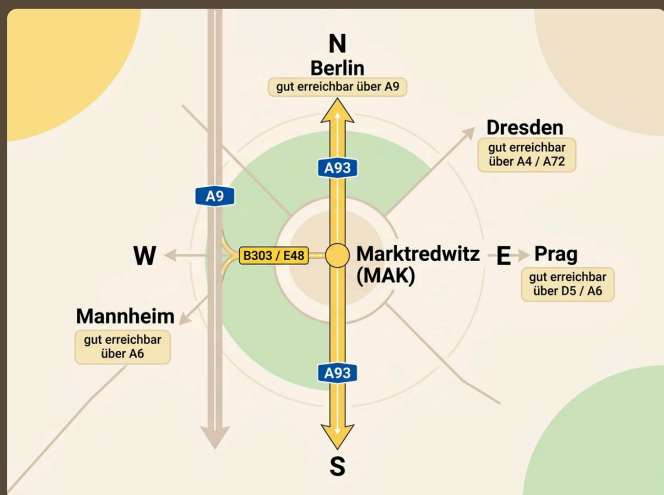 N
Berlin
gut erreichbar über A9
Dresden
gut erreichbar
über A4 / A72
A93
A9
W
B303 / E48
Marktredwitz
(MAK)
E
Prag
gut erreichbar
über D5 / A6
Mannheim
gut erreichbar
über A6
A93
S